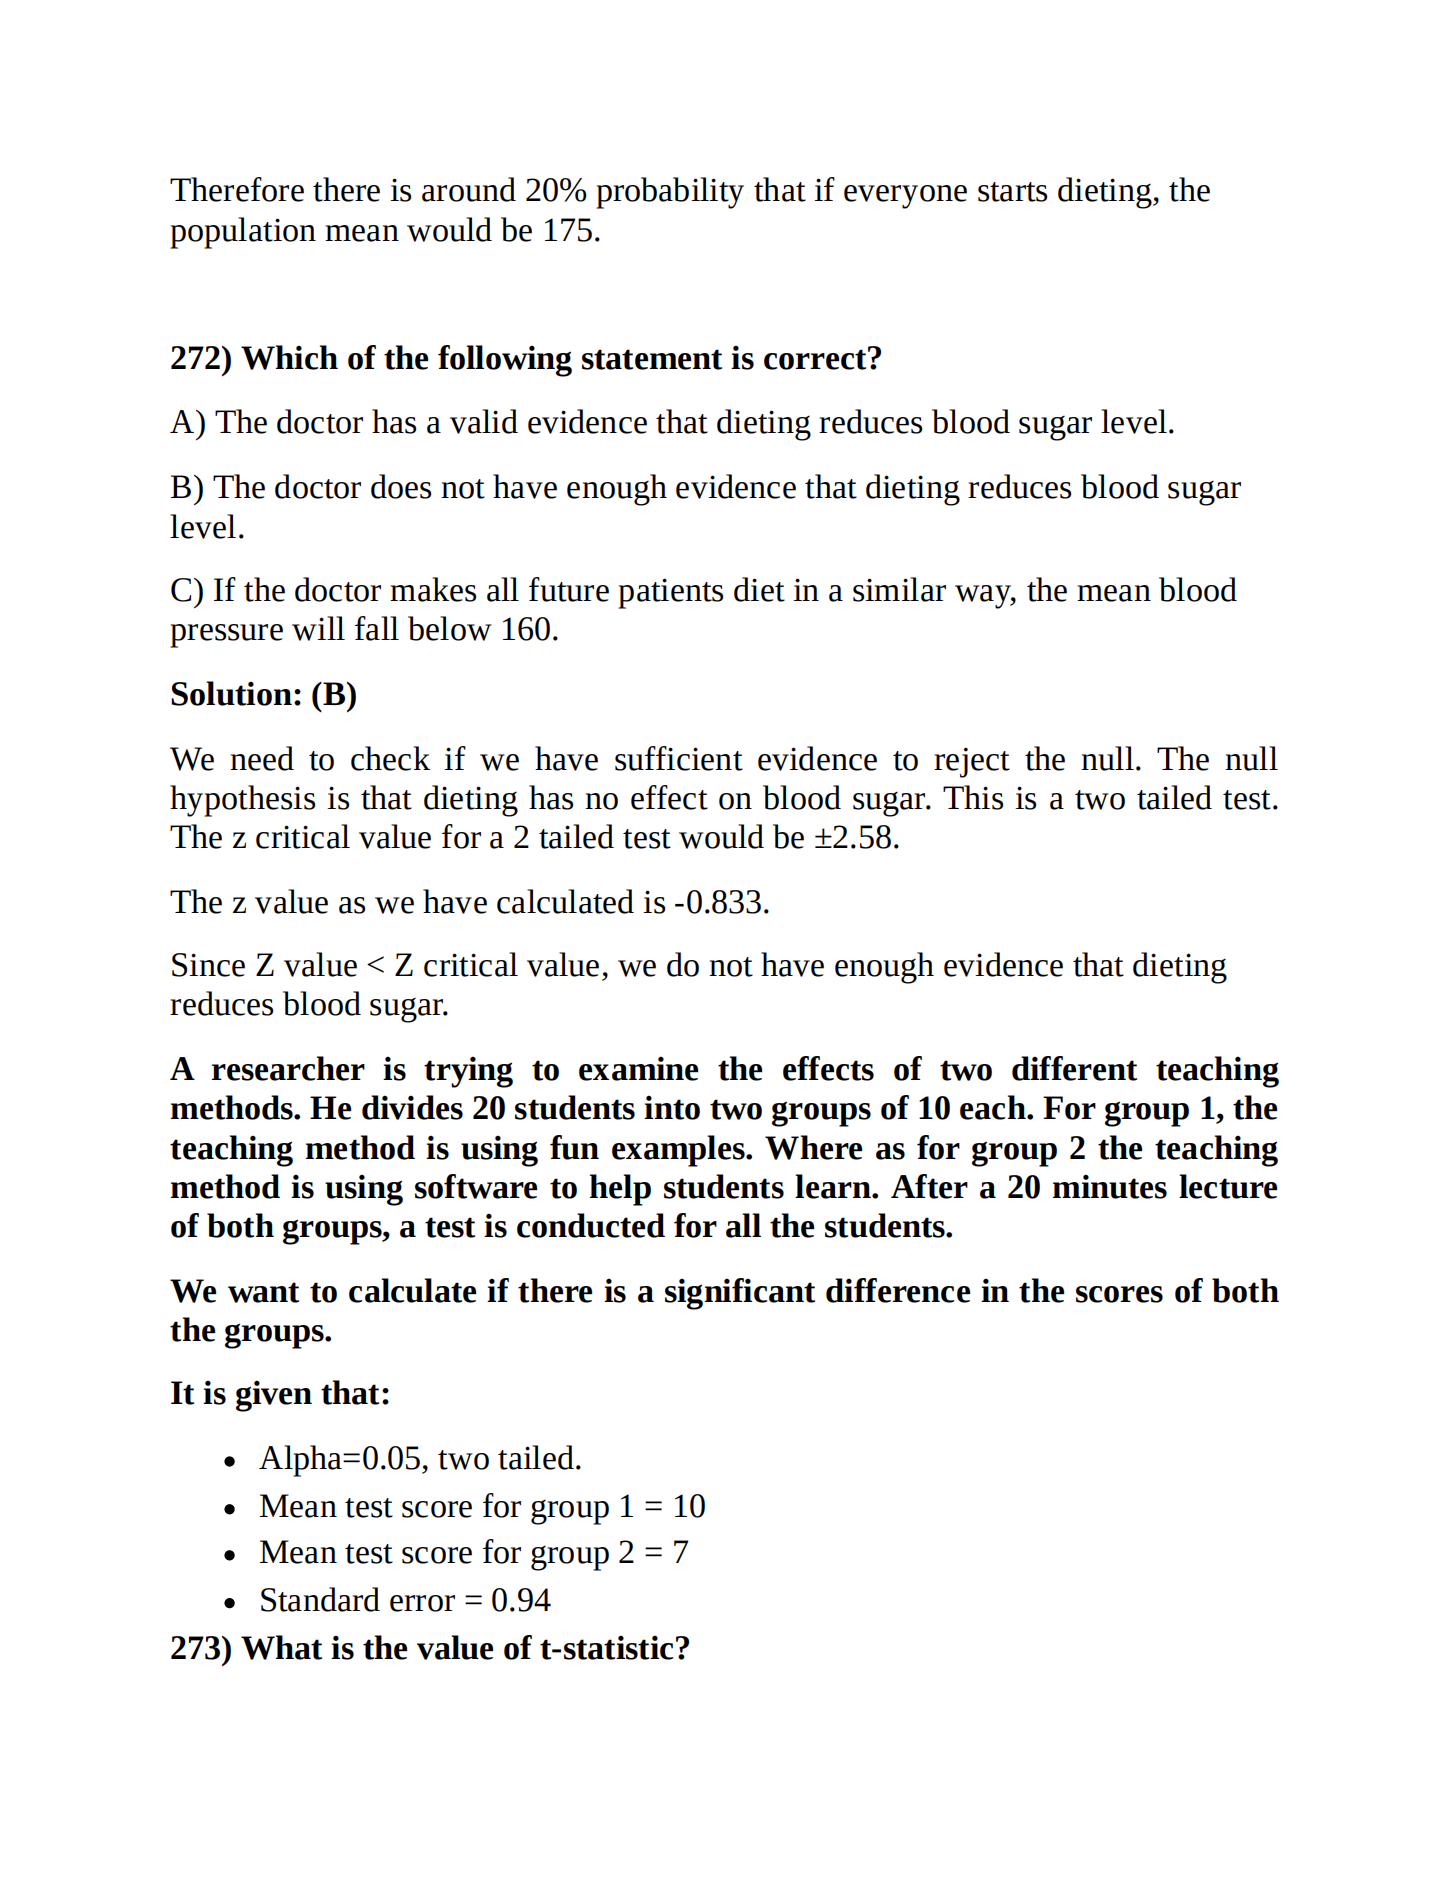 Therefore there is around 20% probability that if everyone starts dieting, the
population mean would be 175.
272) Which of the following statement is correct?
A) The doctor has a valid evidence that dieting reduces blood sugar level.
B) The doctor does not have enough evidence that dieting reduces blood sugar
level.
C) If the doctor makes all future patients diet in a similar way, the mean blood
pressure will fall below 160.
Solution: (B)
We need to check if we have sufficient evidence to reject the null. The null
hypothesis is that dieting has no effect on blood sugar. This is a two tailed test.
The z critical value for a 2 tailed test would be ±2.58.
The z value as we have calculated is -0.833.
Since Z value < Z critical value, we do not have enough evidence that dieting
reduces blood sugar.
A researcher is trying to examine the effects of two different teaching
methods. He divides 20 students into two groups of 10 each. For group 1, the
teaching method is using fun examples. Where as for group 2 the teaching
method is using software to help students learn. After a 20 minutes lecture
of both groups, a test is conducted for all the students.
We want to calculate if there is a significant difference in the scores of both
the groups.
It is given that:
• Alpha=0.05, two tailed.
• Mean test score for group 1 = 10
• Mean test score for group 2 = 7
• Standard error = 0.94
273) What is the value of t-statistic?